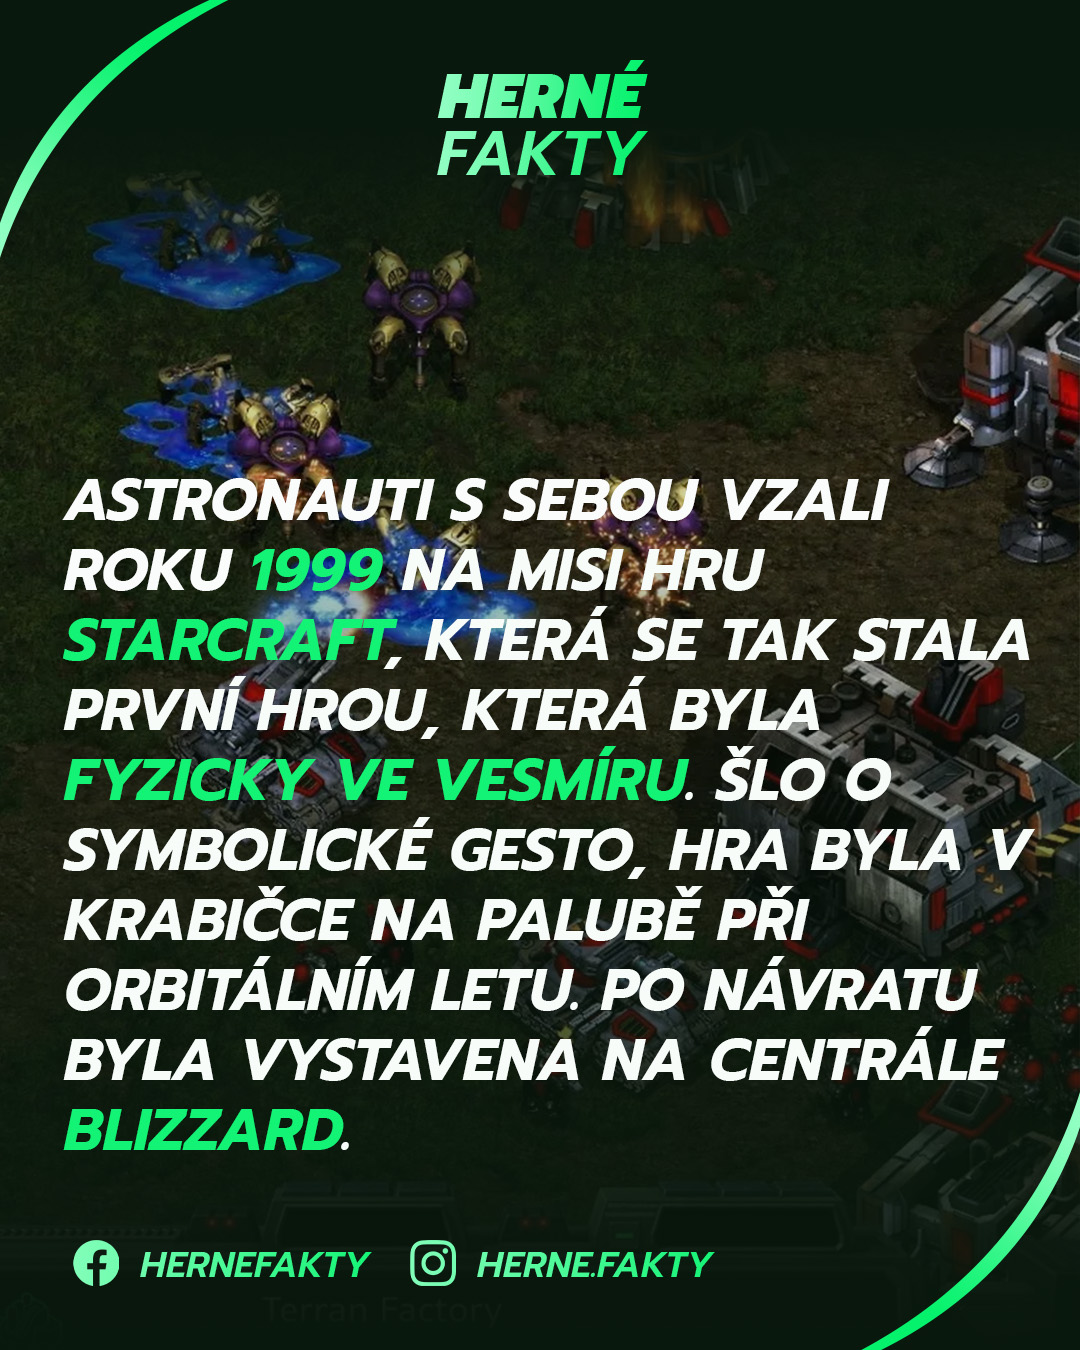 HERNÉ
FAKTY
ASTRONAUTI S SEBOU VZALI
ROKU 1999 NA MISI HRU
STARCRAFT, KTERÁ SE TAK STALA
PRVNÍ HROU, KTERÁ BYLA
FYZICKY VE VESMÍRU. ŠLO O
SYMBOLICKÉ GESTO, HRA BYLA V
KRABIČCE NA PALUBĚ PŘI
ORBITÁLNÍM LETU. PO NÁVRATU
BYLA VYSTAVENA NA CENTRÁLE
BLIZZARD.
HERNEFAKTY HERNE.FAKTY
Terran Factory